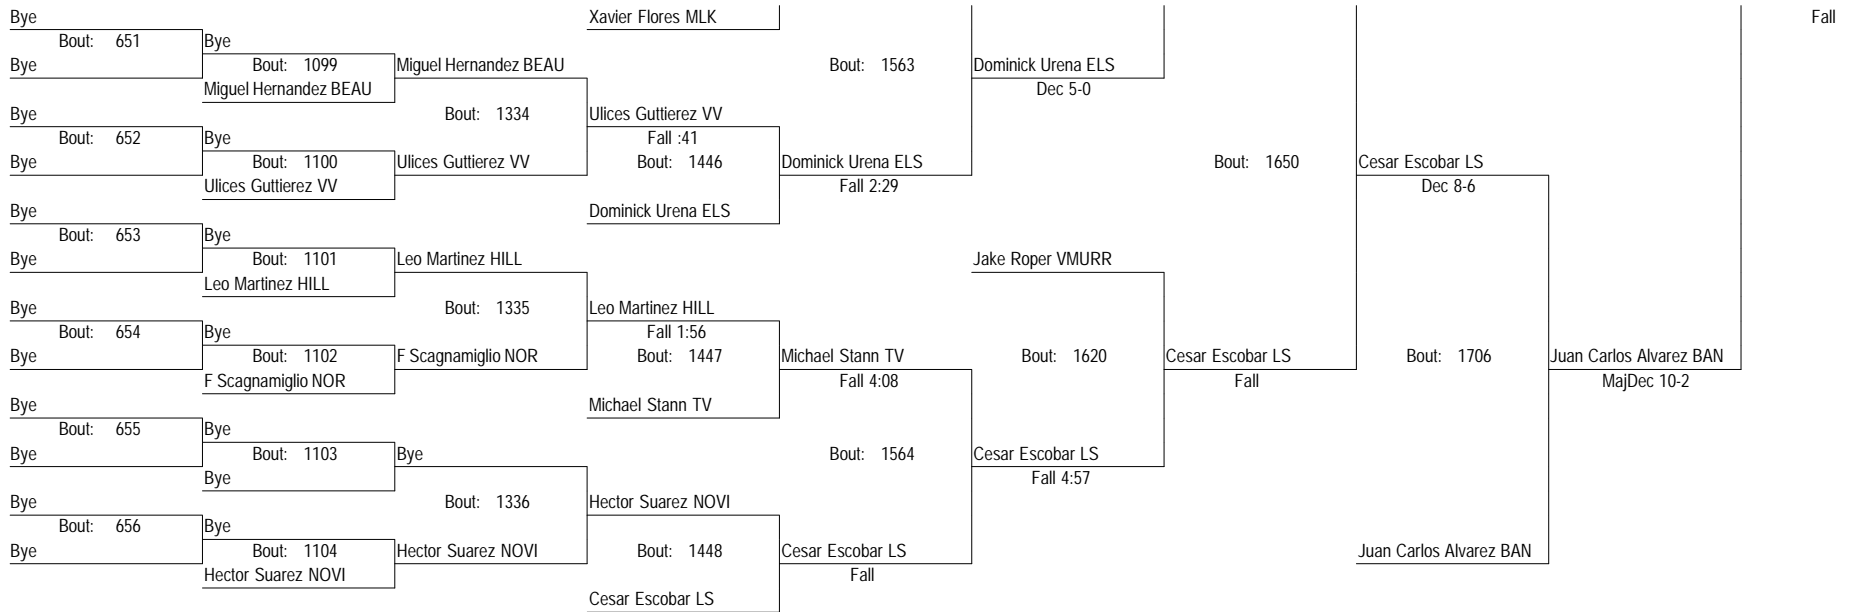 Bye Xavier Flores MLK Fall
Bout: 651 Bye
Bye Bout: 1099 Miguel Hernandez BEAU Bout: 1563 Dominick Urena ELS
Miguel Hernandez BEAU Dec 5-0
Bye Bout: 1334 Ulices Guttierez VV
Bout: 652 Bye Fall :41
Bye Bout: 1100 Ulices Guttierez VV Bout: 1446 Dominick Urena ELS Bout: 1650 Cesar Escobar LS
Ulices Guttierez VV Fall 2:29 Dec 8-6
Bye Dominick Urena ELS
Bout: 653 Bye
Bye Bout: 1101 Leo Martinez HILL Jake Roper VMURR
Leo Martinez HILL
Bye Bout: 1335 Leo Martinez HILL
Bout: 654 Bye Fall 1:56
Bye Bout: 1102 F Scagnamiglio NOR Bout: 1447 Michael Stann TV Bout: 1620 Cesar Escobar LS Bout: 1706 Juan Carlos Alvarez BAN
F Scagnamiglio NOR Fall 4:08 Fall MajDec 10-2
Bye Michael Stann TV
Bout: 655 Bye
Bye Bout: 1103 Bye Bout: 1564 Cesar Escobar LS
Bye Fall 4:57
Bye Bout: 1336 Hector Suarez NOVI
Bout: 656 Bye
Bye Bout: 1104 Hector Suarez NOVI Bout: 1448 Cesar Escobar LS Juan Carlos Alvarez BAN
Hector Suarez NOVI Fall
Cesar Escobar LS